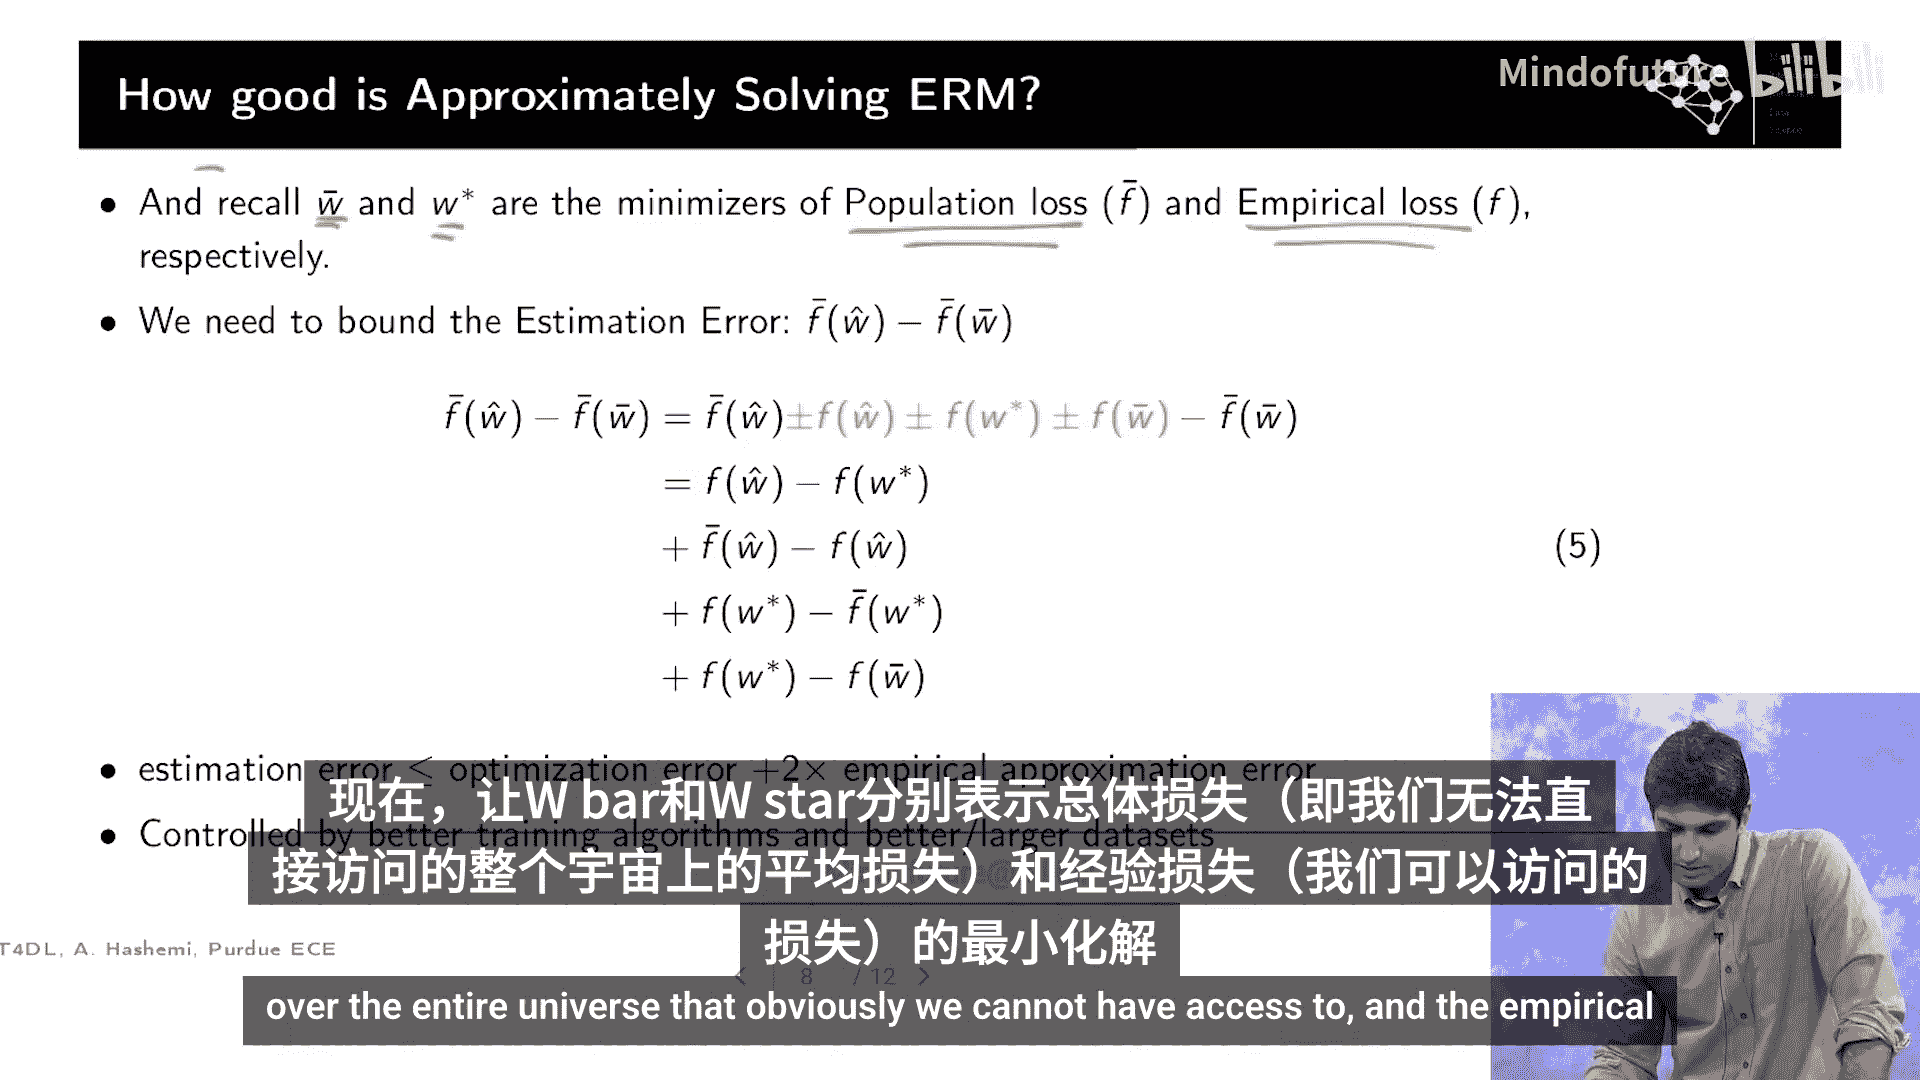 How good is Approximately Solving ERM?
Mindofuture
bilibili
• And recall w̄ and w* are the minimizers of Population loss (f̄) and Empirical loss (f),
respectively.
• We need to bound the Estimation Error: f̄(ŵ) − f̄(w̄)
f̄(ŵ) − f̄(w̄) = f̄(ŵ)±f(ŵ) ± f(w*) ± f(w̄) − f̄(w̄)
= f(ŵ) − f(w*)
+ f̄(ŵ) − f(ŵ)
(5)
+ f(w*) − f̄(w*)
+ f(w*) − f(w̄)
• estimation error ≤ optimization error +2× empirical approximation error
• Controlled by better training algorithms and better/larger datasets
现在，让W bar和W star分别表示总体损失（即我们无法直
接访问的整个宇宙上的平均损失）和经验损失（我们可以访问的
损失）的最小化解
T4DL, A. Hashemi, Purdue ECE
8 / 12
over the entire universe that obviously we cannot have access to, and the empirical